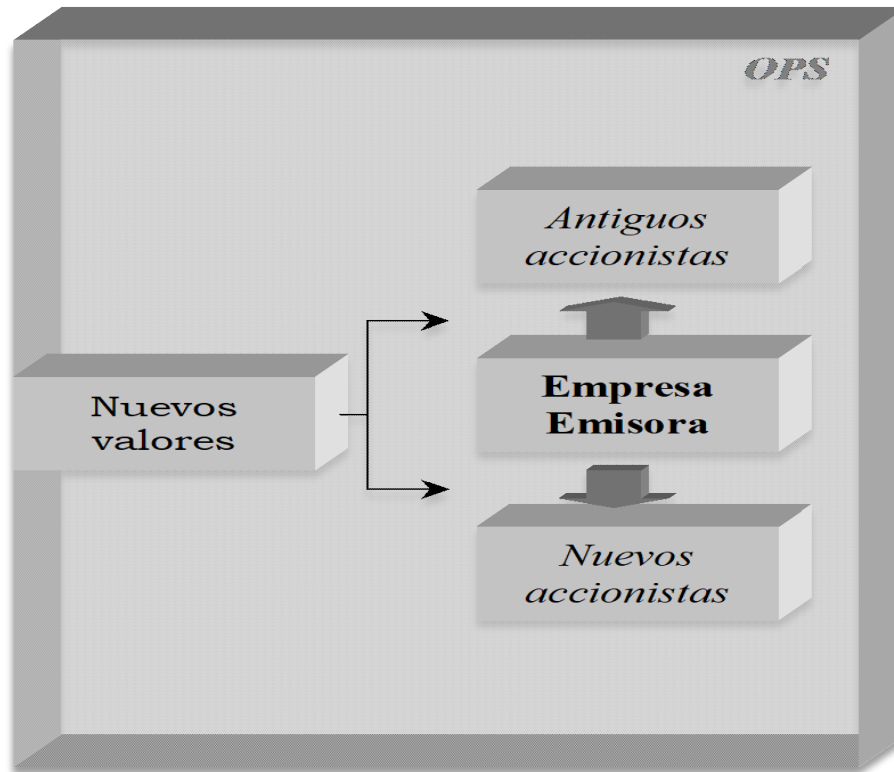 OPS
Antiguos
accionistas
Nuevos
valores
Empresa
Emisora
Nuevos
accionistas